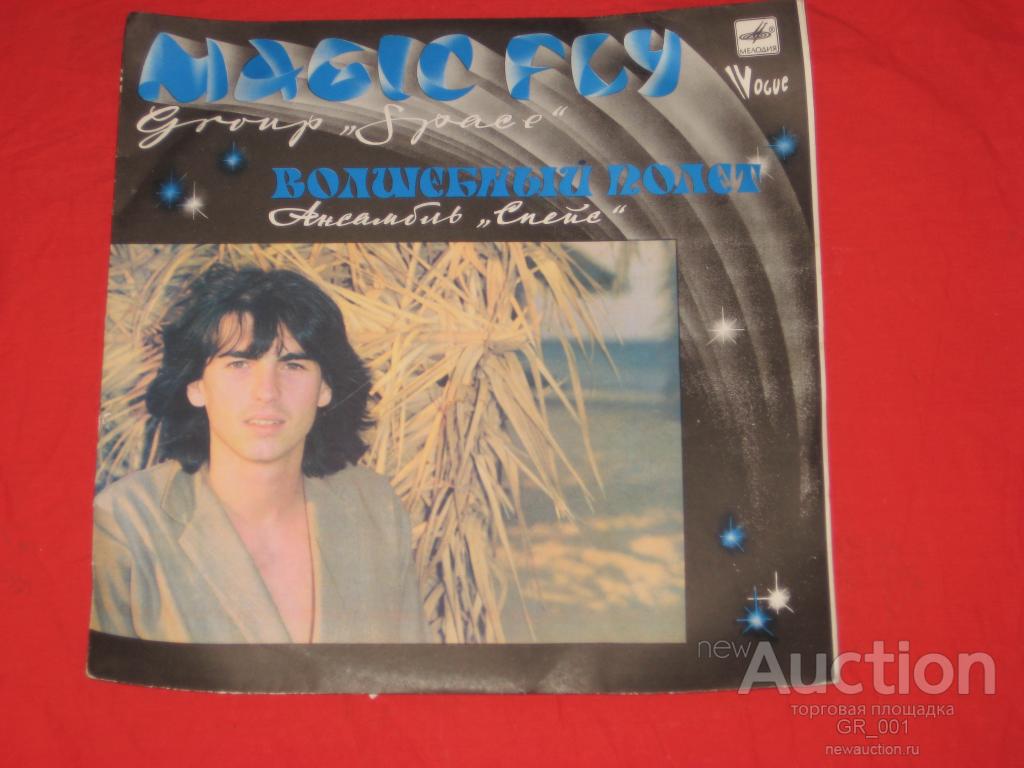 MAGIC FLY
Group „Space“
ВОЛШЕБНЫЙ ПОЛЕТ
Ансамбль „Спейс“
МЕЛОДИЯ
Vogue
newAuction
торговая площадка
GR_001
newauction.ru